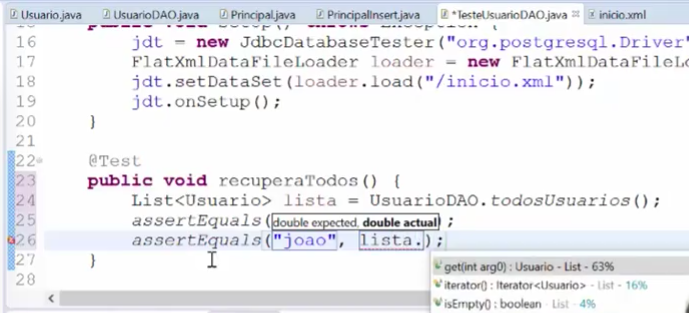 Usuario.java UsuarioDAO.java Principal.java PrincipalInsert.java *TesteUsuarioDAO.java inicio.xml
16 jdt = new JdbcDatabaseTester("org.postgresql.Driver"
17 FlatXmlDataFileLoader loader = new FlatXmlDataFileL
18 jdt.setDataSet(loader.load("/inicio.xml"));
19 jdt.onSetup();
20 }
21
22 @Test
23 public void recuperaTodos() {
24 List<Usuario> lista = UsuarioDAO.todosUsuarios();
25 assertEquals(double expected, double actual) ;
26 assertEquals("joao", lista.);
27 }
28
get(int arg0) : Usuario - List - 63%
iterator() : Iterator<Usuario> - List - 16%
isEmpty() : boolean - List - 4%